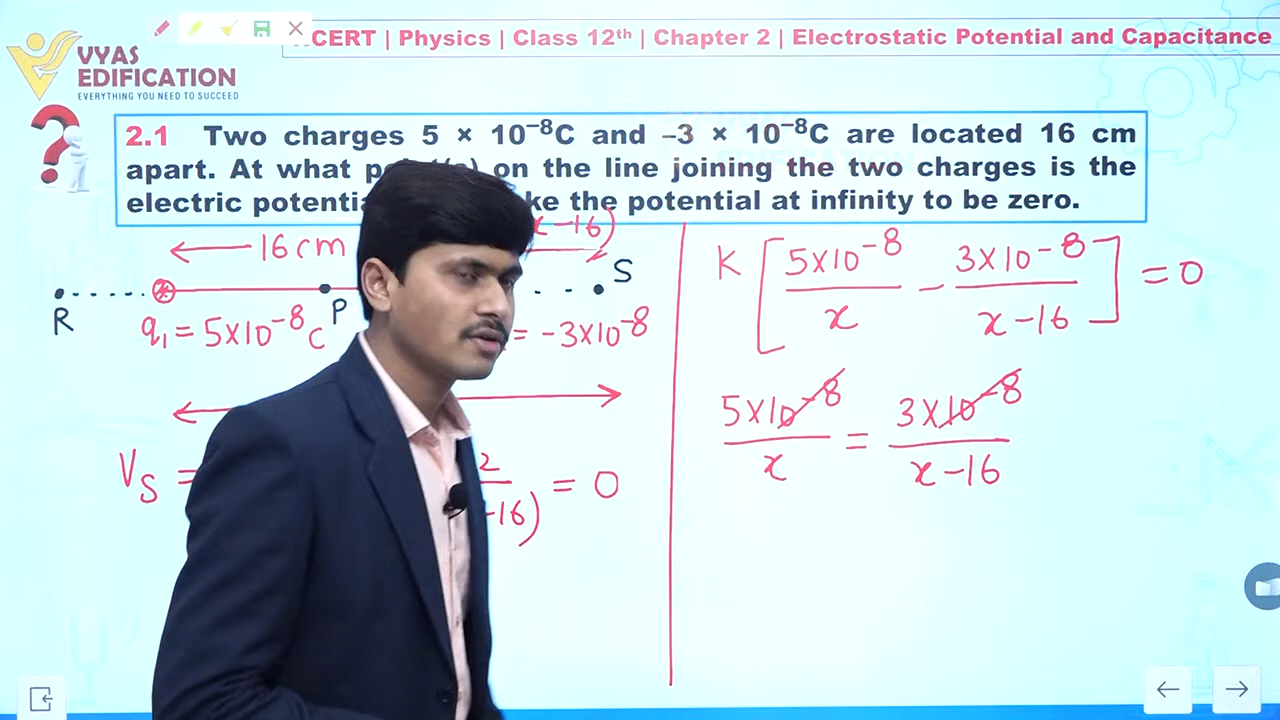 NCERT | Physics | Class 12th | Chapter 2 | Electrostatic Potential and Capacitance
VYAS
EDIFICATION
EVERYTHING YOU NEED TO SUCCEED
2.1 Two charges 5 × 10⁻⁸C and –3 × 10⁻⁸C are located 16 cm
apart. At what on the line joining the two charges is the
electric the potential at infinity to be zero.
16 cm
x-16)
R
P
S
q₁ = 5×10⁻⁸ C
= -3×10⁻⁸
V_S =
2
-16) = 0
K [ 5×10⁻⁸ / x - 3×10⁻⁸ / x-16 ] = 0
5×10⁻⁸ / x = 3×10⁻⁸ / x-16